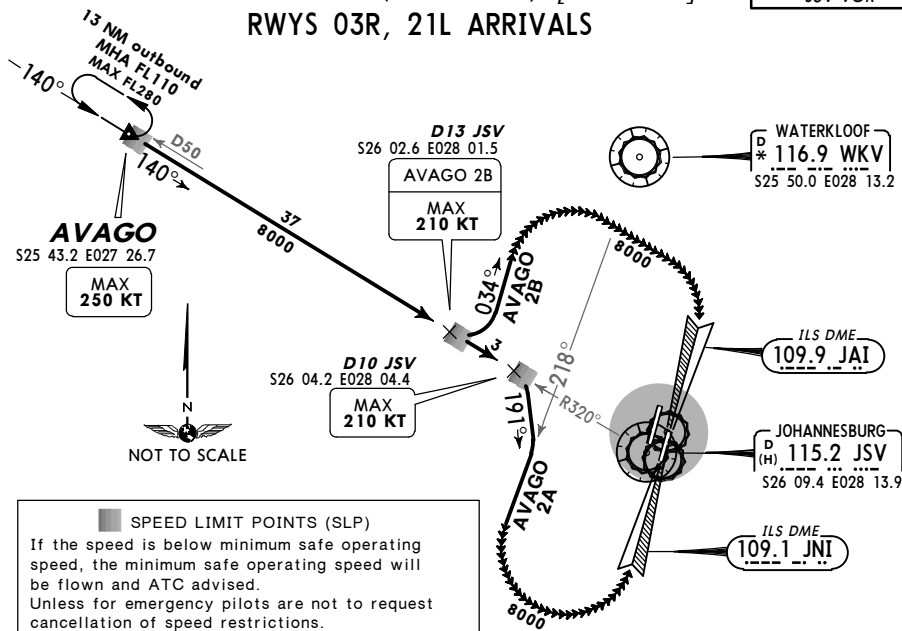 RWYS 03R, 21L ARRIVALS
13 NM outbound
MHA FL110
MAX FL280
140°
D50
140°
AVAGO
S25 43.2 E027 26.7
MAX
250 KT
37
8000
D13 JSV
S26 02.6 E028 01.5
AVAGO 2B
MAX
210 KT
034°
AVAGO
2B
8000
D
* 116.9 WKV
WATERKLOOF
S25 50.0 E028 13.2
3
D10 JSV
S26 04.2 E028 04.4
MAX
210 KT
218°
R320°
191°
AVAGO
2A
8000
ILS DME
109.9 JAI
JOHANNESBURG
D
(H) 115.2 JSV
S26 09.4 E028 13.9
ILS DME
109.1 JNI
N
NOT TO SCALE
SPEED LIMIT POINTS (SLP)
If the speed is below minimum safe operating
speed, the minimum safe operating speed will
be flown and ATC advised.
Unless for emergency pilots are not to request
cancellation of speed restrictions.